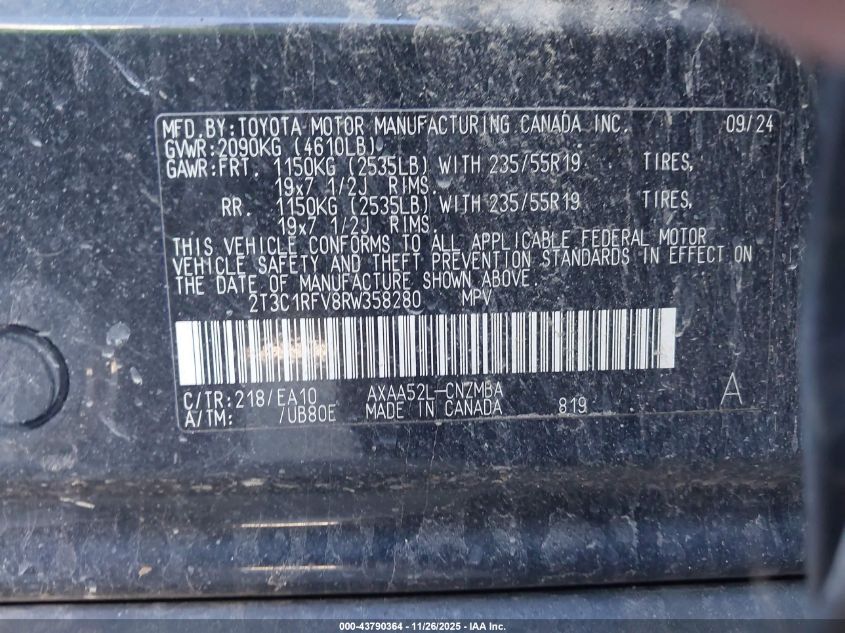 MFD.BY:TOYOTA MOTOR MANUFACTURING CANADA INC. 09/24
GVWR:2090KG (4610LB)
GAWR:FRT. 1150KG (2535LB) WITH 235/55R19 TIRES,
19x7 1/2J RIMS.
RR. 1150KG (2535LB) WITH 235/55R19 TIRES,
19x7 1/2J RIMS.
THIS VEHICLE CONFORMS TO ALL APPLICABLE FEDERAL MOTOR
VEHICLE SAFETY AND THEFT PREVENTION STANDARDS IN EFFECT ON
THE DATE OF MANUFACTURE SHOWN ABOVE.
2T3C1RFV8RW358280 MPV
C/TR:218/EA10 AXAA52L-CNZMBA A
A/TM: /UB80E MADE IN CANADA 819
000-43790364 - 11/26/2025 - IAA Inc.